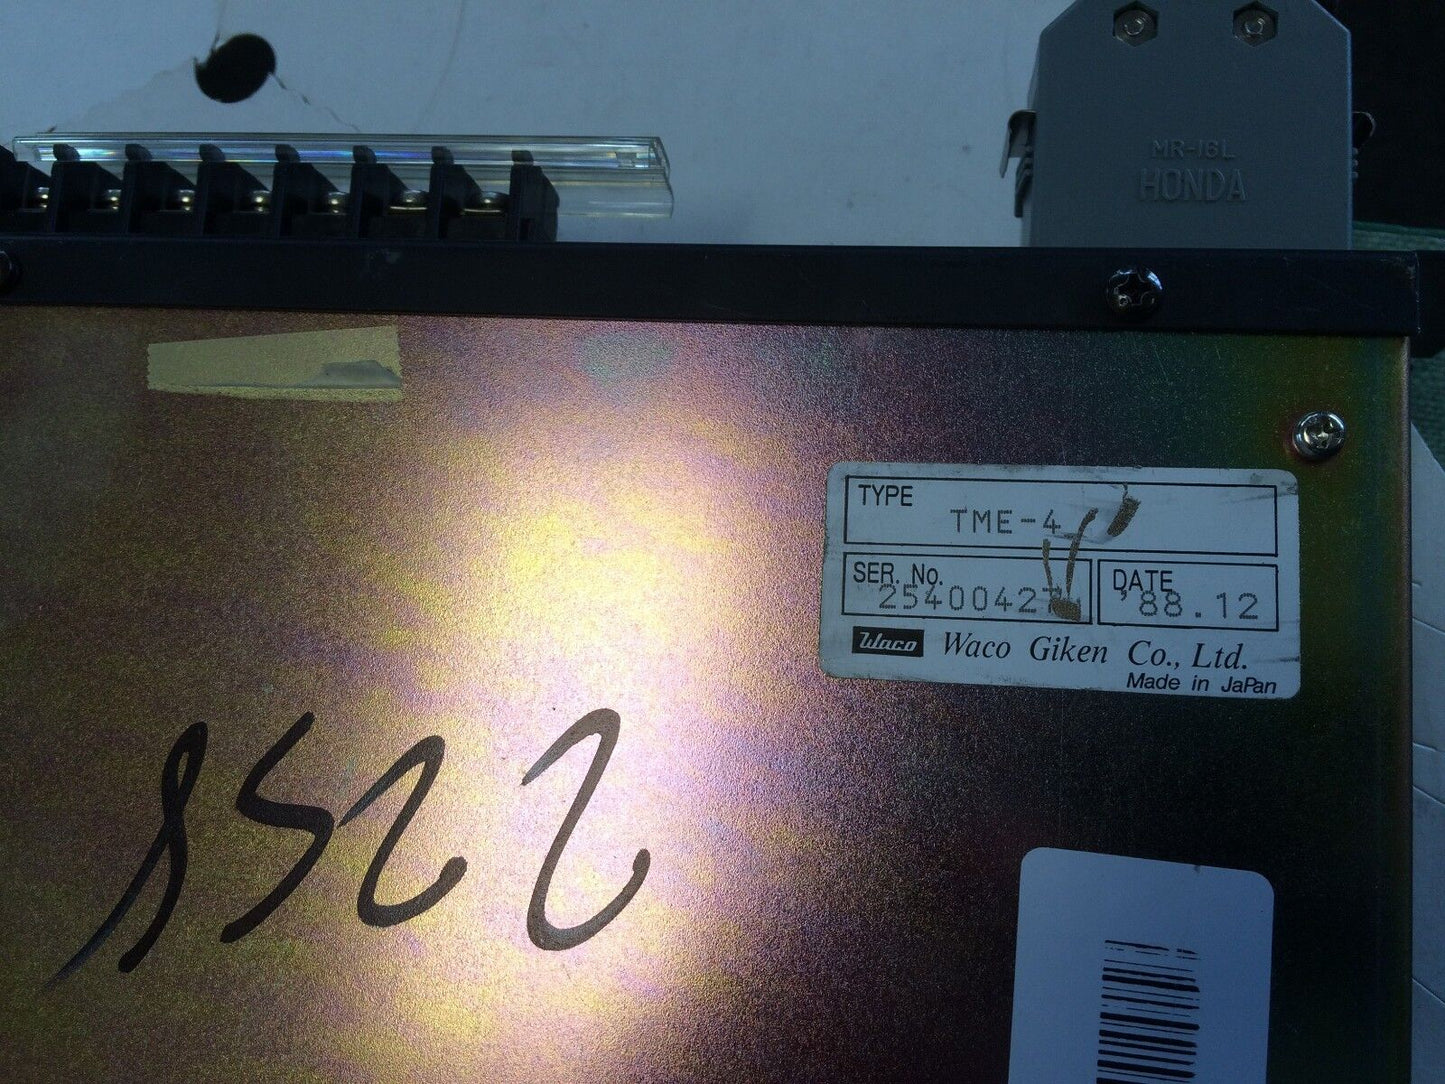 MR-16L
HONDA
TYPE
TME-4
SER. No.
2540042
DATE
'88.12
Waco Waco Giken Co., Ltd.
Made in JaPan
8522